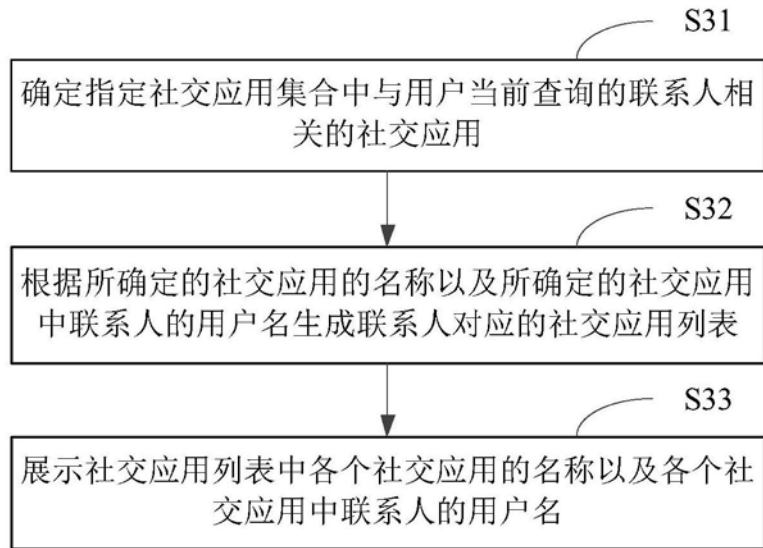 S31
确定指定社交应用集合中与用户当前查询的联系人相
关的社交应用
S32
根据所确定的社交应用的名称以及所确定的社交应用
中联系人的用户名生成联系人对应的社交应用列表
S33
展示社交应用列表中各个社交应用的名称以及各个社
交应用中联系人的用户名